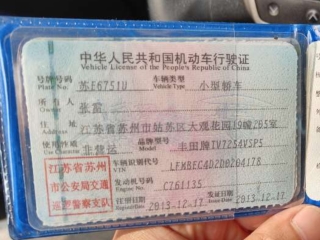 中华人民共和国机动车行驶证
Vehicle License of the People's Republic of China
号牌号码 苏E6751U 车辆类型 小型轿车
Plate No. Vehicle Type
所有人 张霞
Owner
住址 江苏省苏州市姑苏区大观花园19幢705室
使用性质 非营运 品牌型号 丰田牌TV7254VSPS
Use Character Model
江苏省苏州
市公安局交通
巡逻警察支队
车辆识别代号
VIN
发动机号码 C761135
Engine No.
注册日期 2013-12-17 发证日期 2013-12-17
Register Date Issue Date